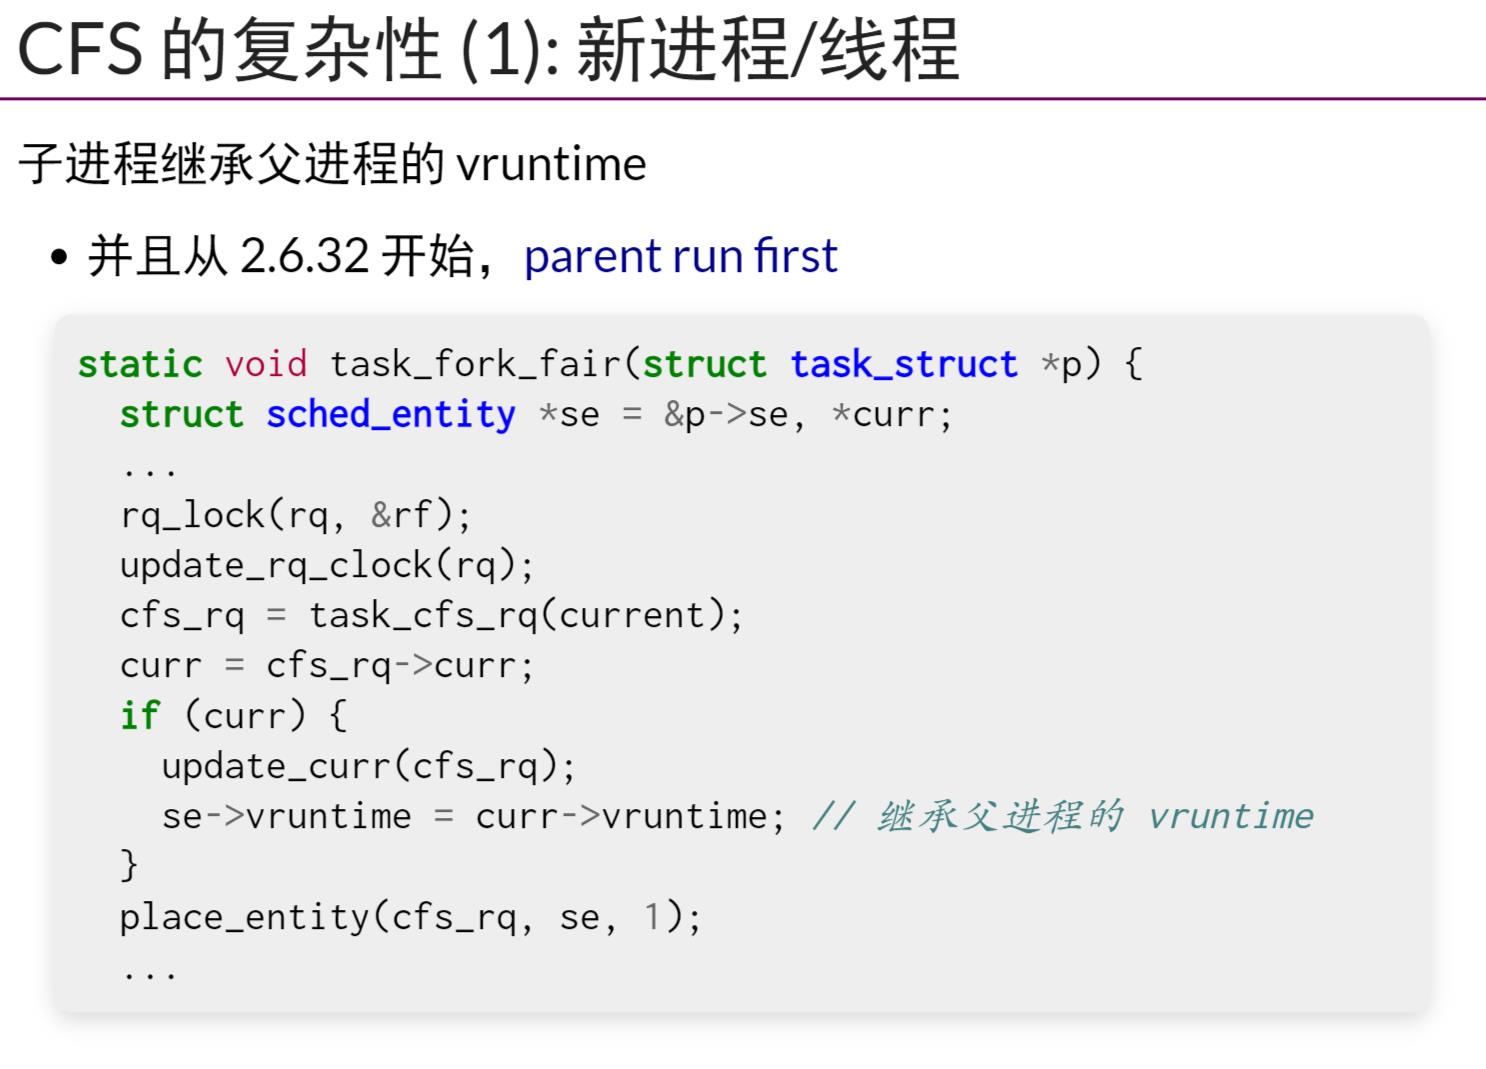 CFS 的复杂性 (1): 新进程/线程
子进程继承父进程的 vruntime
• 并且从 2.6.32 开始，parent run first
static void task_fork_fair(struct task_struct *p) {
  struct sched_entity *se = &p->se, *curr;
  ...
  rq_lock(rq, &rf);
  update_rq_clock(rq);
  cfs_rq = task_cfs_rq(current);
  curr = cfs_rq->curr;
  if (curr) {
    update_curr(cfs_rq);
    se->vruntime = curr->vruntime; // 继承父进程的 vruntime
  }
  place_entity(cfs_rq, se, 1);
  ...